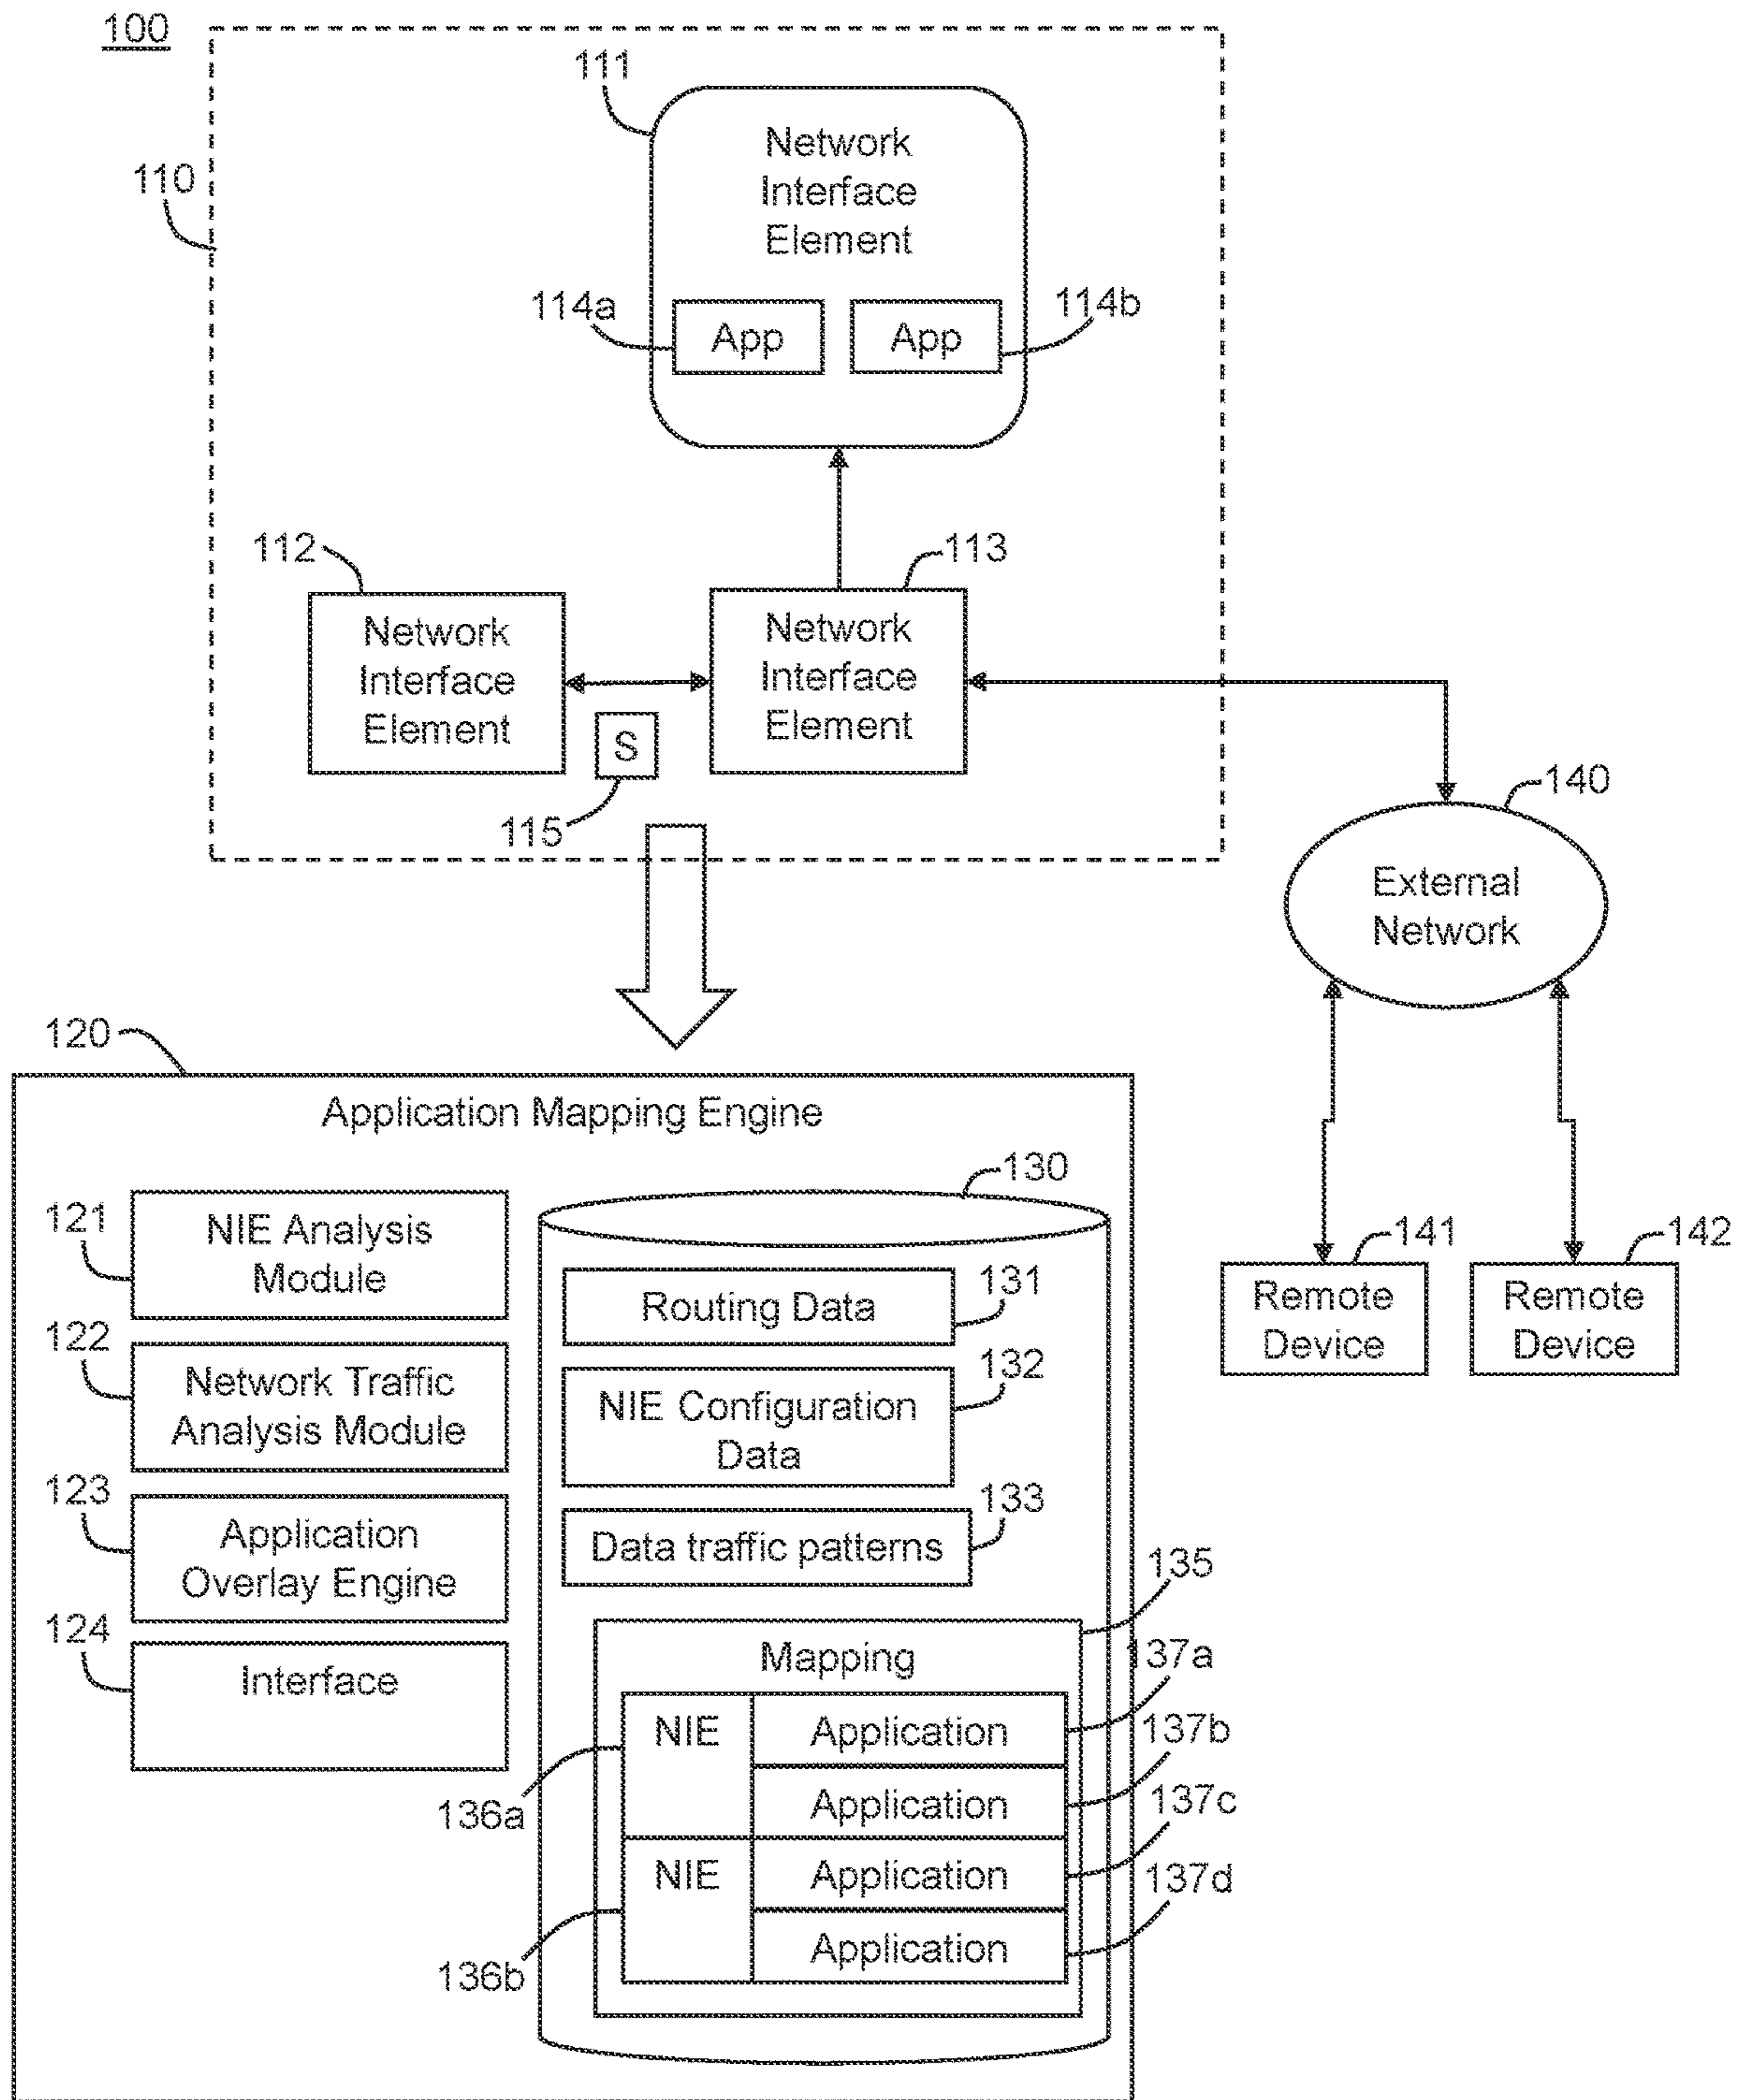 100
111
Network
Interface
Element
110
114a
App
App
114b
112
113
Network
Interface
Element
Network
Interface
Element
S
115
140
External
Network
120
Application Mapping Engine
130
121
NIE Analysis
Module
Routing Data
131
141
142
Remote
Device
Remote
Device
122
Network Traffic
Analysis Module
132
NIE Configuration
Data
123
Application
Overlay Engine
133
Data traffic patterns
135
124
Interface
Mapping
137a
NIE
Application
137b
136a
Application
137c
NIE
Application
137d
136b
Application